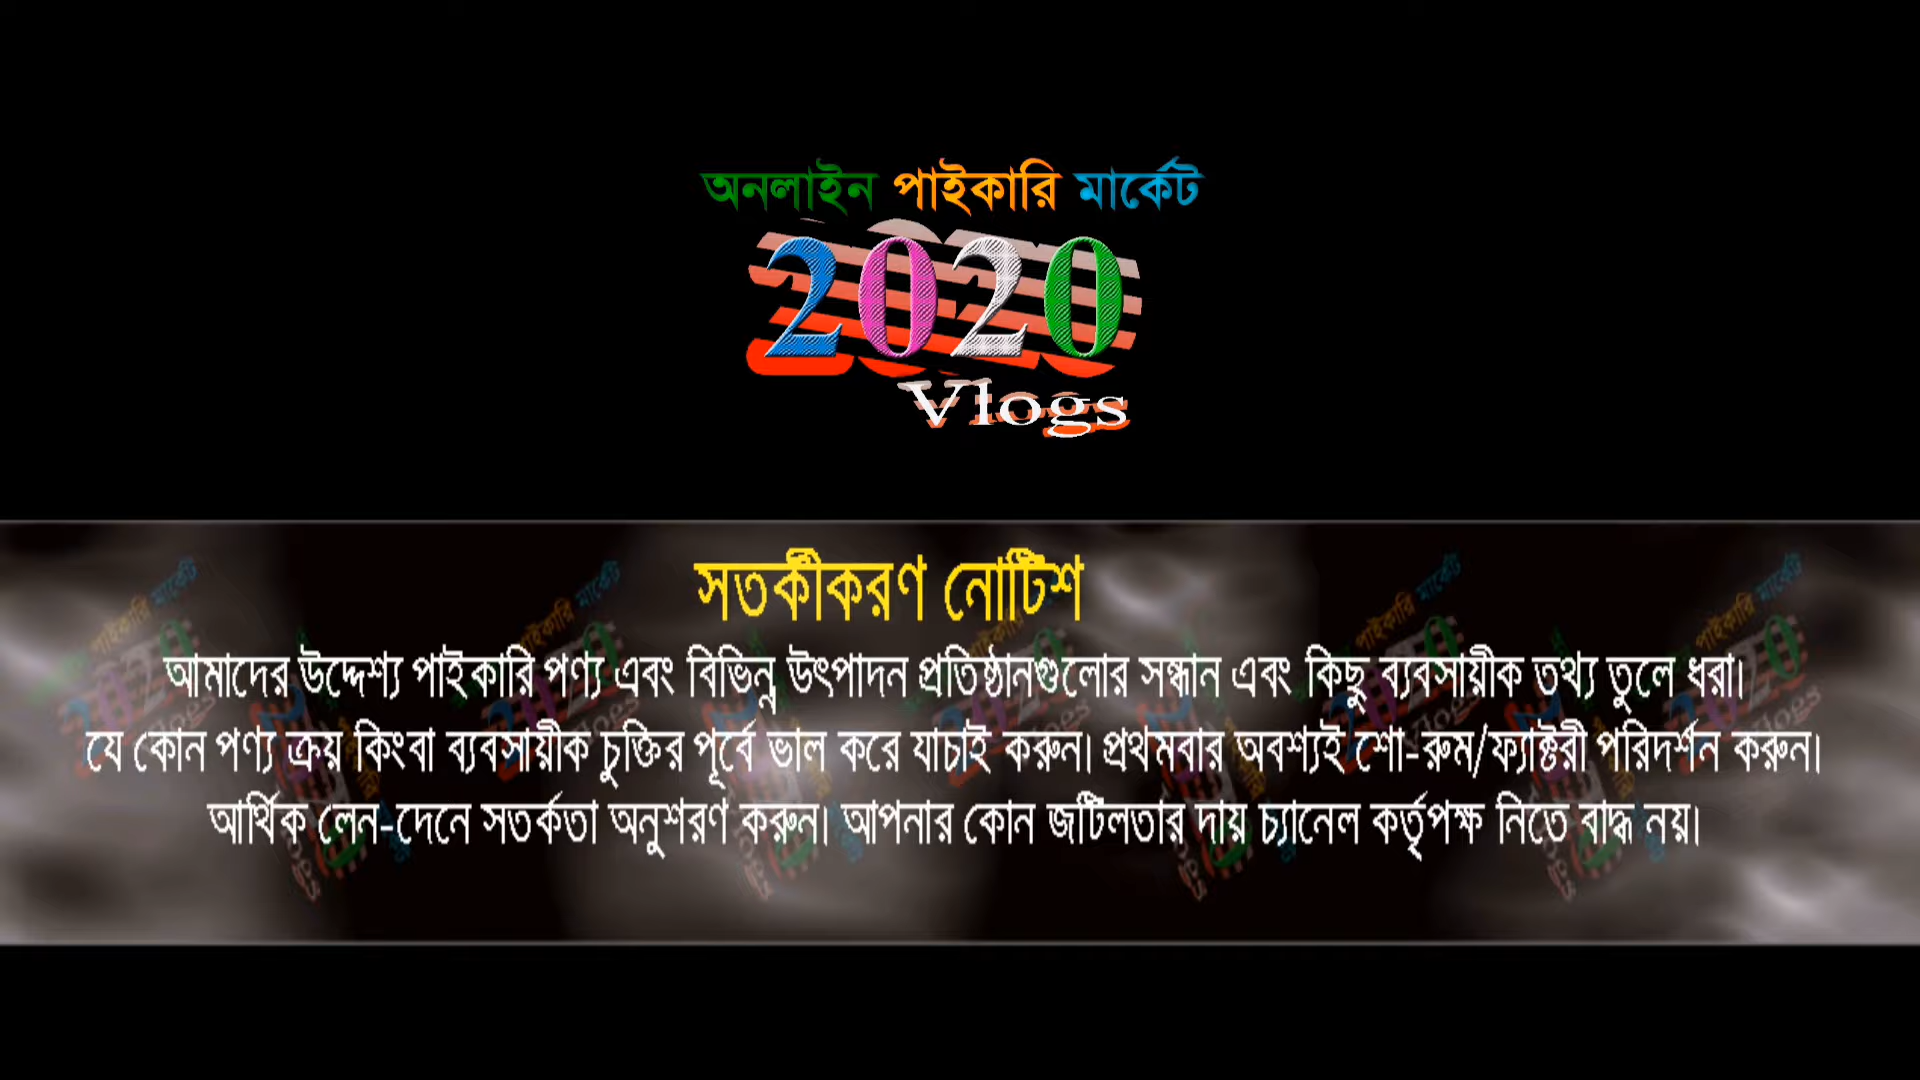 অনলাইন পাইকারি মার্কেট
2020
Vlogs
সতর্কীকরণ নোটিশ
আমাদের উদ্দেশ্য পাইকারি পণ্য এবং বিভিন্ন উৎপাদন প্রতিষ্ঠানগুলোর সন্ধান এবং কিছু ব্যবসায়ীক তথ্য তুলে ধরা।
যে কোন পণ্য ক্রয় কিংবা ব্যবসায়ীক চুক্তির পূর্বে ভাল করে যাচাই করুন। প্রথমবার অবশ্যই শো-রুম/ফ্যাক্টরী পরিদর্শন করুন।
আর্থিক লেন-দেনে সতর্কতা অনুশরণ করুন। আপনার কোন জটিলতার দায় চ্যানেল কর্তৃপক্ষ নিতে বাদ্ধ নয়।